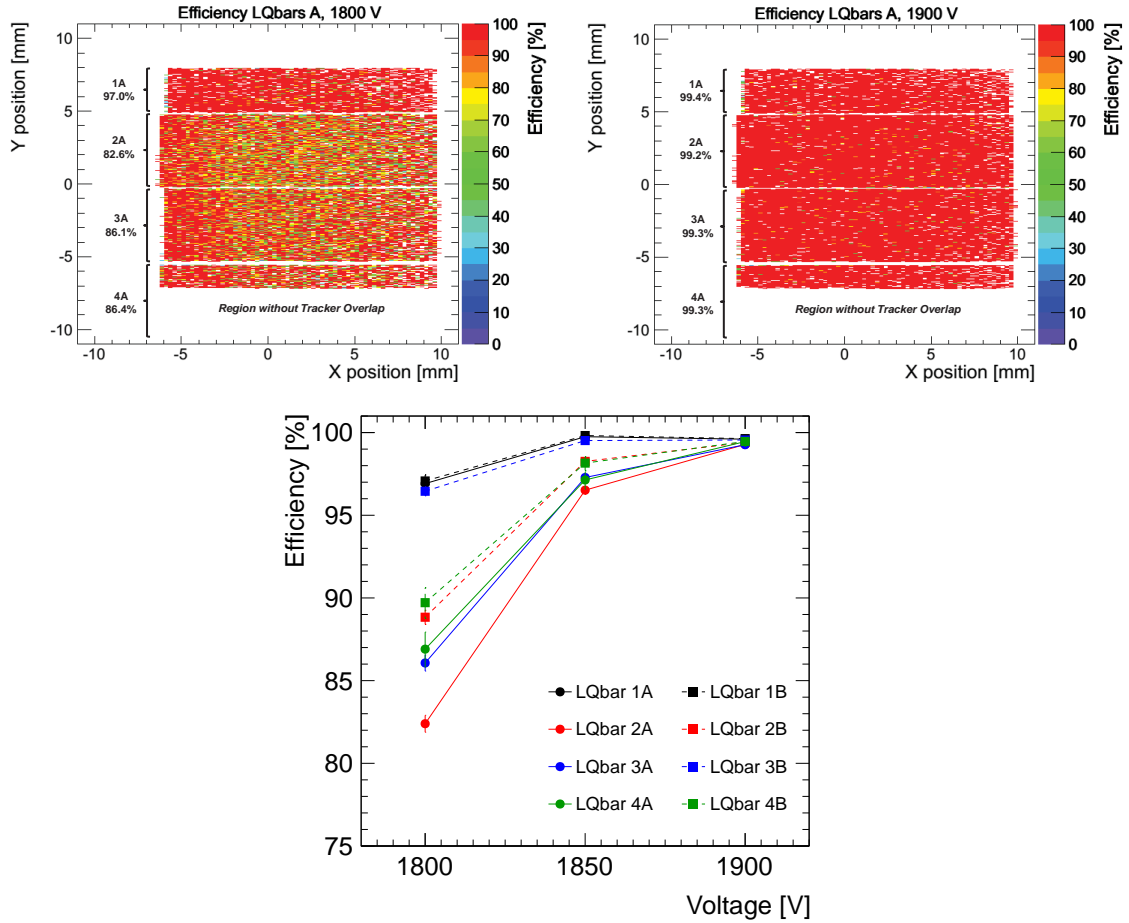 Efficiency LQbars A, 1800 V
Y position [mm]
10
5
0
-5
-10
1A
97.0%
2A
82.6%
3A
86.1%
4A
86.4%
Region without Tracker Overlap
-10 -5 0 5 10
X position [mm]
Efficiency [%]
100
90
80
70
60
50
40
30
20
10
0
Efficiency LQbars A, 1900 V
Y position [mm]
10
5
0
-5
-10
1A
99.4%
2A
99.2%
3A
99.3%
4A
99.3%
Region without Tracker Overlap
-10 -5 0 5 10
X position [mm]
Efficiency [%]
100
90
80
70
60
50
40
30
20
10
0
Efficiency [%]
100
95
90
85
80
75
LQbar 1A LQbar 1B
LQbar 2A LQbar 2B
LQbar 3A LQbar 3B
LQbar 4A LQbar 4B
1800 1850 1900
Voltage [V]